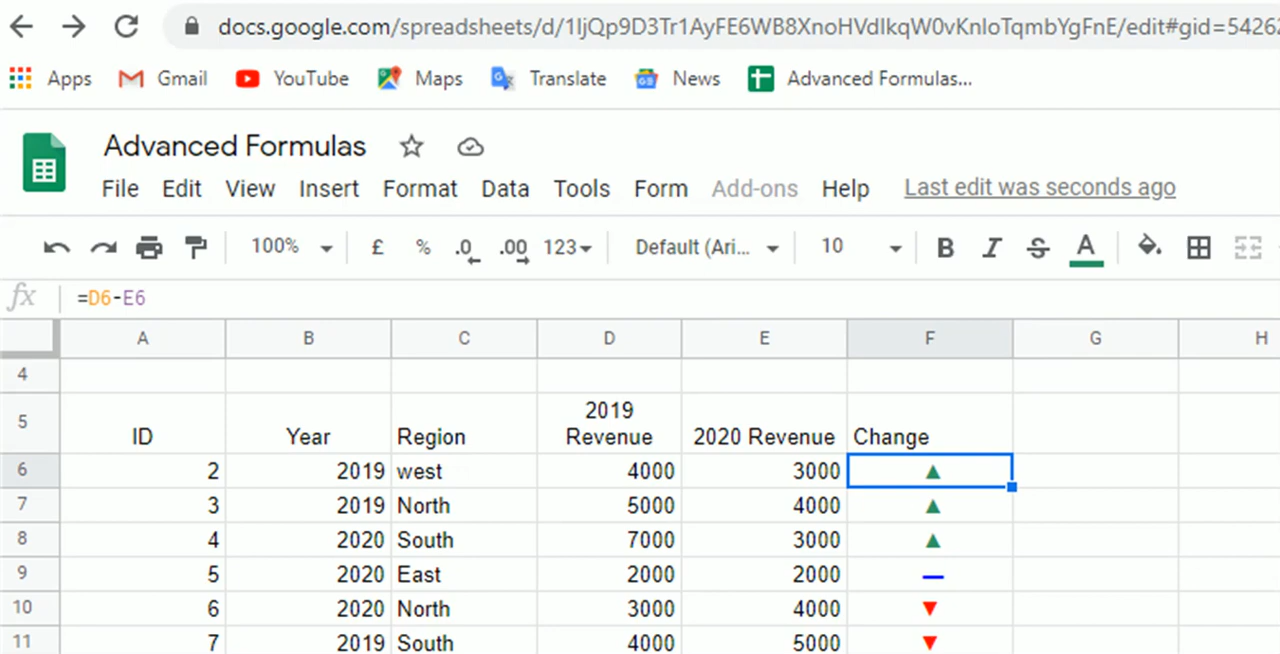 docs.google.com/spreadsheets/d/1IjQp9D3Tr1AyFE6WB8XnoHVdIkqW0vKnIoTqmbYgFnE/edit#gid=5426
Apps Gmail YouTube Maps Translate News Advanced Formulas...
Advanced Formulas
File Edit View Insert Format Data Tools Form Add-ons Help Last edit was seconds ago
100% £ % .0 .00 123 Default (Ari... 10 B I S A
fx =D6-E6
A B C D E F G H
4
5 ID Year Region 2019 Revenue 2020 Revenue Change
6 2 2019 west 4000 3000 ▲
7 3 2019 North 5000 4000 ▲
8 4 2020 South 7000 3000 ▲
9 5 2020 East 2000 2000 —
10 6 2020 North 3000 4000 ▼
11 7 2019 South 4000 5000 ▼